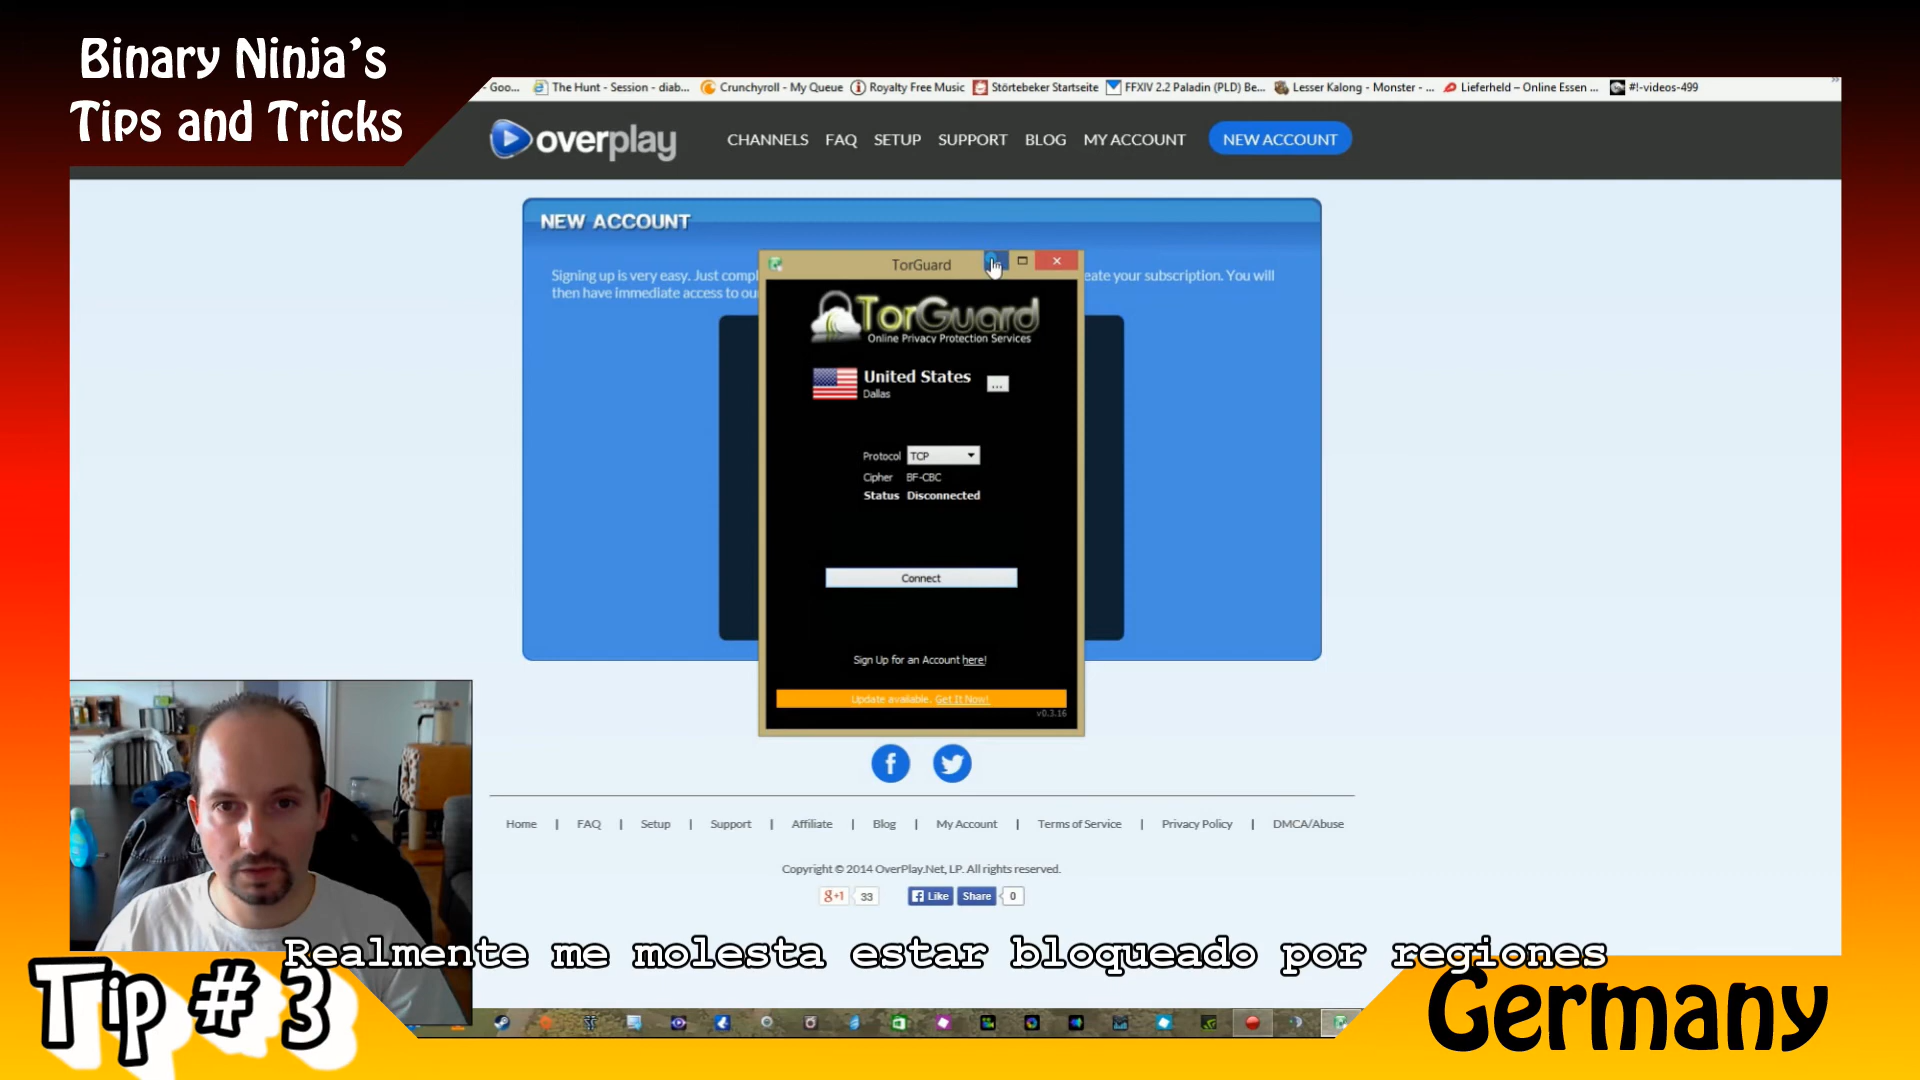 Binary Ninja's
Tips and Tricks
- Goo... The Hunt - Session - diab... Crunchyroll - My Queue Royalty Free Music Störtebeker Startseite FFXIV 2.2 Paladin (PLD) Be... Lesser Kalong - Monster - ... Lieferheld – Online Essen ... #!-videos-499
overplay CHANNELS FAQ SETUP SUPPORT BLOG MY ACCOUNT NEW ACCOUNT
NEW ACCOUNT
Signing up is very easy. Just compl
eate your subscription. You will
then have immediate access to ou
TorGuard
TorGuard
Online Privacy Protection Services
United States
Dallas
...
Protocol TCP
Cipher BF-CBC
Status Disconnected
Connect
Sign Up for an Account here!
Update available. Get It Now!
v0.3.16
Home | FAQ | Setup | Support | Affiliate | Blog | My Account | Terms of Service | Privacy Policy | DMCA/Abuse
Copyright © 2014 OverPlay.Net, LP. All rights reserved.
g+1 33 Like Share 0
Realmente me molesta estar bloqueado por regiones
Tip # 3
Germany